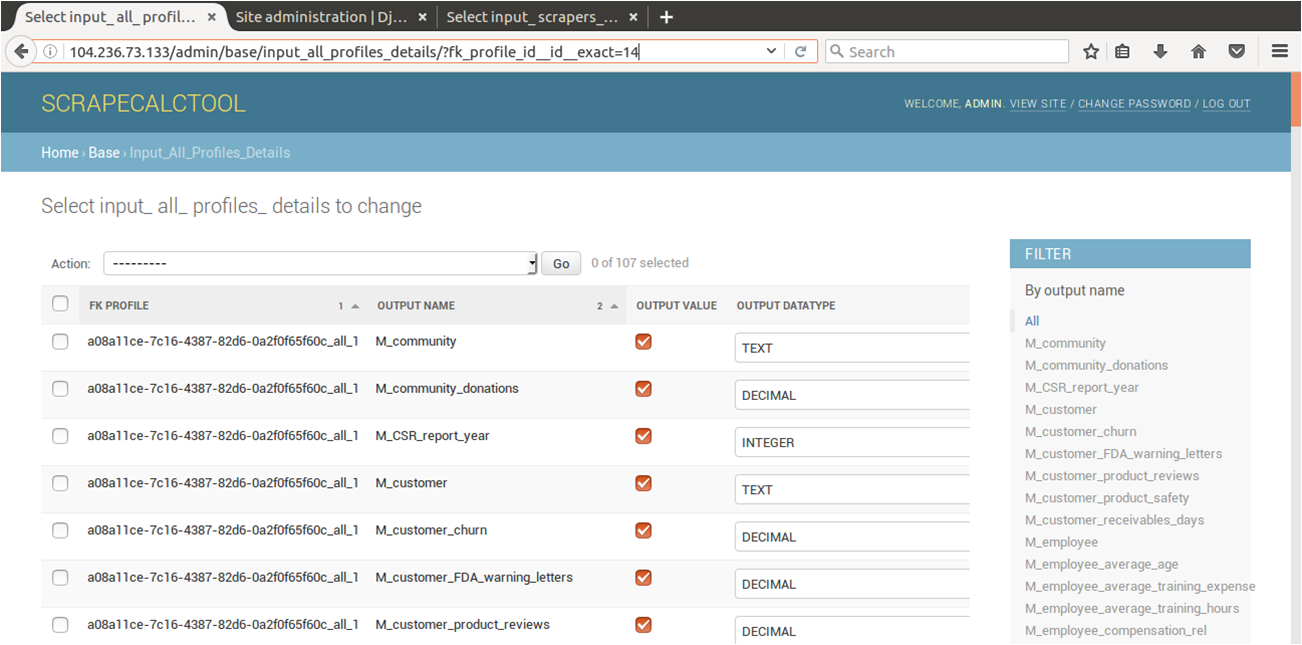 Select input_ all_ profil... × Site administration | Dj... × Select input_scrapers_... × +
104.236.73.133/admin/base/input_all_profiles_details/?fk_profile_id__id__exact=14 Search
SCRAPECALCTOOL
WELCOME, ADMIN. VIEW SITE / CHANGE PASSWORD / LOG OUT
Home › Base › Input_All_Profiles_Details
Select input_ all_ profiles_ details to change
Action: --------- Go 0 of 107 selected
FK PROFILE 1 OUTPUT NAME 2 OUTPUT VALUE OUTPUT DATATYPE
a08a11ce-7c16-4387-82d6-0a2f0f65f60c_all_1 M_community TEXT
a08a11ce-7c16-4387-82d6-0a2f0f65f60c_all_1 M_community_donations DECIMAL
a08a11ce-7c16-4387-82d6-0a2f0f65f60c_all_1 M_CSR_report_year INTEGER
a08a11ce-7c16-4387-82d6-0a2f0f65f60c_all_1 M_customer TEXT
a08a11ce-7c16-4387-82d6-0a2f0f65f60c_all_1 M_customer_churn DECIMAL
a08a11ce-7c16-4387-82d6-0a2f0f65f60c_all_1 M_customer_FDA_warning_letters DECIMAL
a08a11ce-7c16-4387-82d6-0a2f0f65f60c_all_1 M_customer_product_reviews DECIMAL
FILTER
By output name
All
M_community
M_community_donations
M_CSR_report_year
M_customer
M_customer_churn
M_customer_FDA_warning_letters
M_customer_product_reviews
M_customer_product_safety
M_customer_receivables_days
M_employee
M_employee_average_age
M_employee_average_training_expense
M_employee_average_training_hours
M_employee_compensation_rel